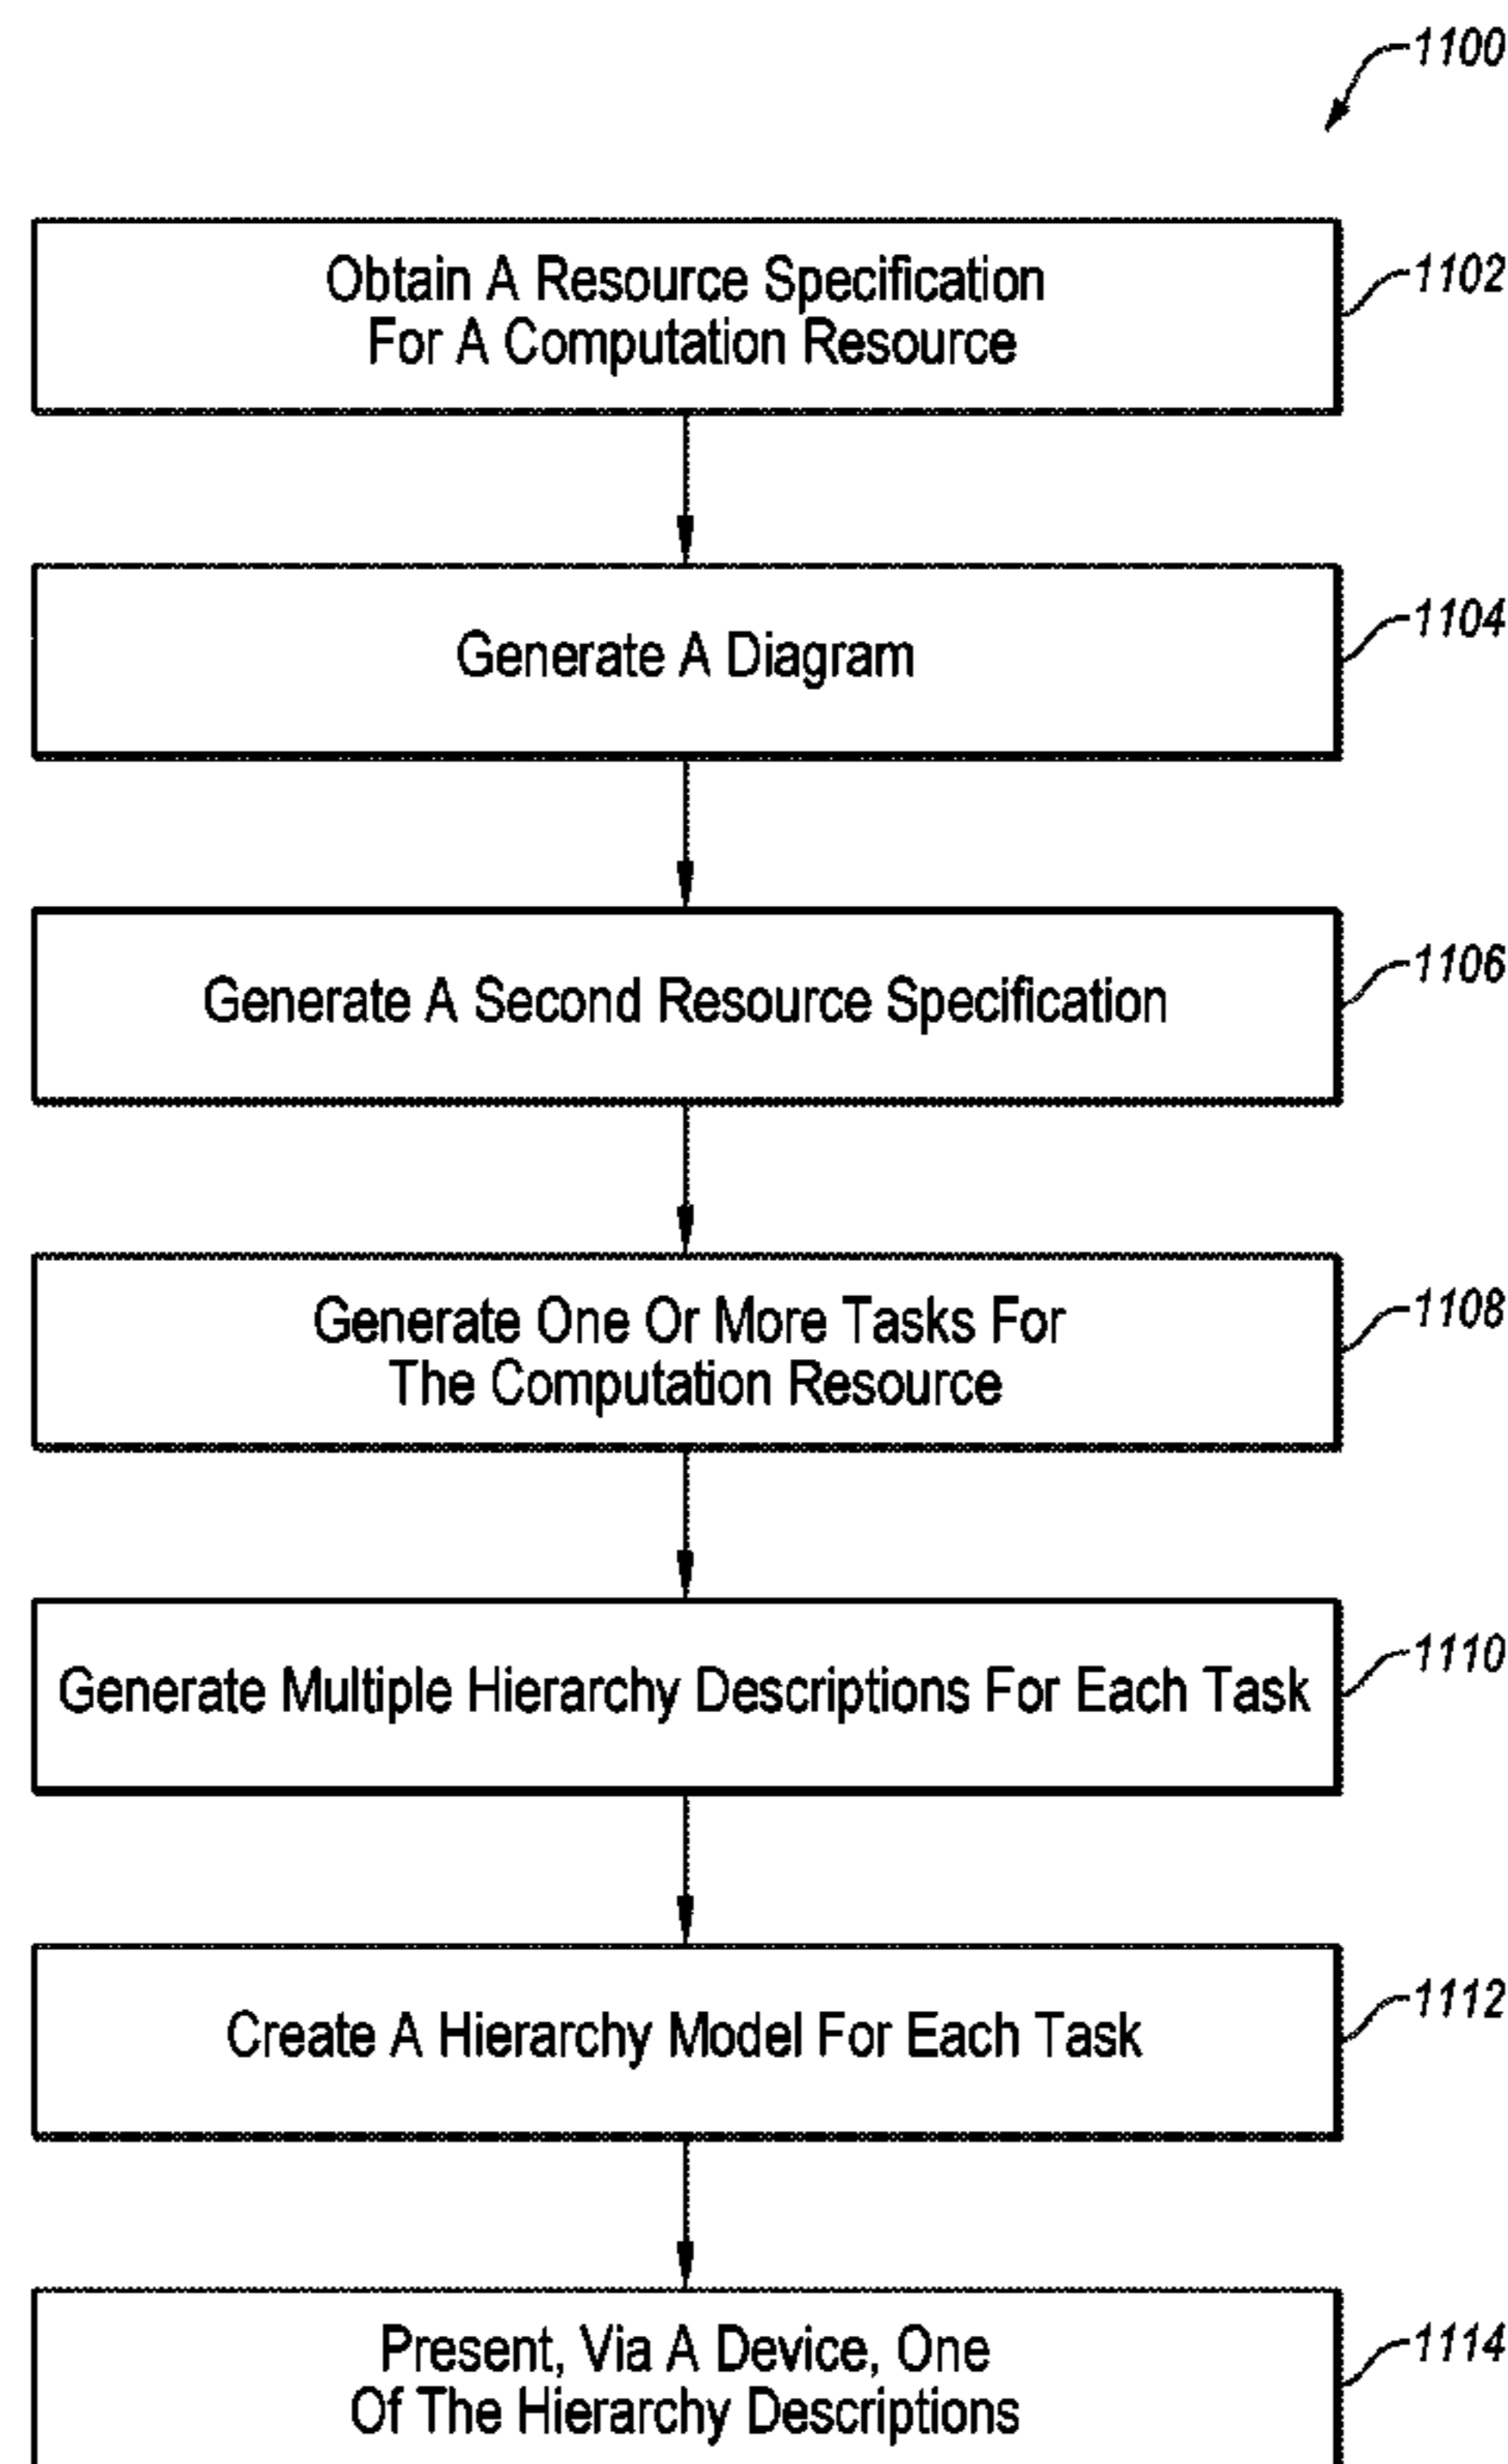 1100
Obtain A Resource Specification
For A Computation Resource
1102
Generate A Diagram
1104
Generate A Second Resource Specification
1106
Generate One Or More Tasks For
The Computation Resource
1108
Generate Multiple Hierarchy Descriptions For Each Task
1110
Create A Hierarchy Model For Each Task
1112
Present, Via A Device, One
Of The Hierarchy Descriptions
1114